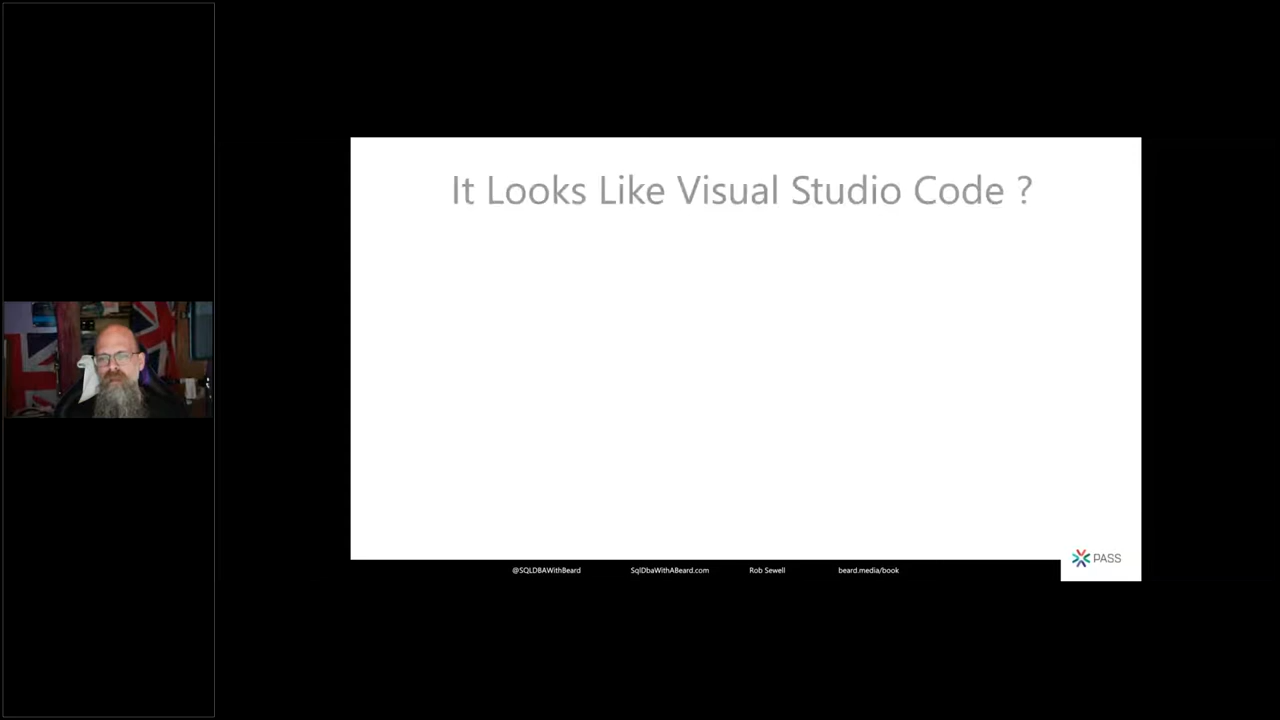 It Looks Like Visual Studio Code ?
PASS
@SQLDBAWithBeard SqlDbaWithABeard.com Rob Sewell beard.media/book